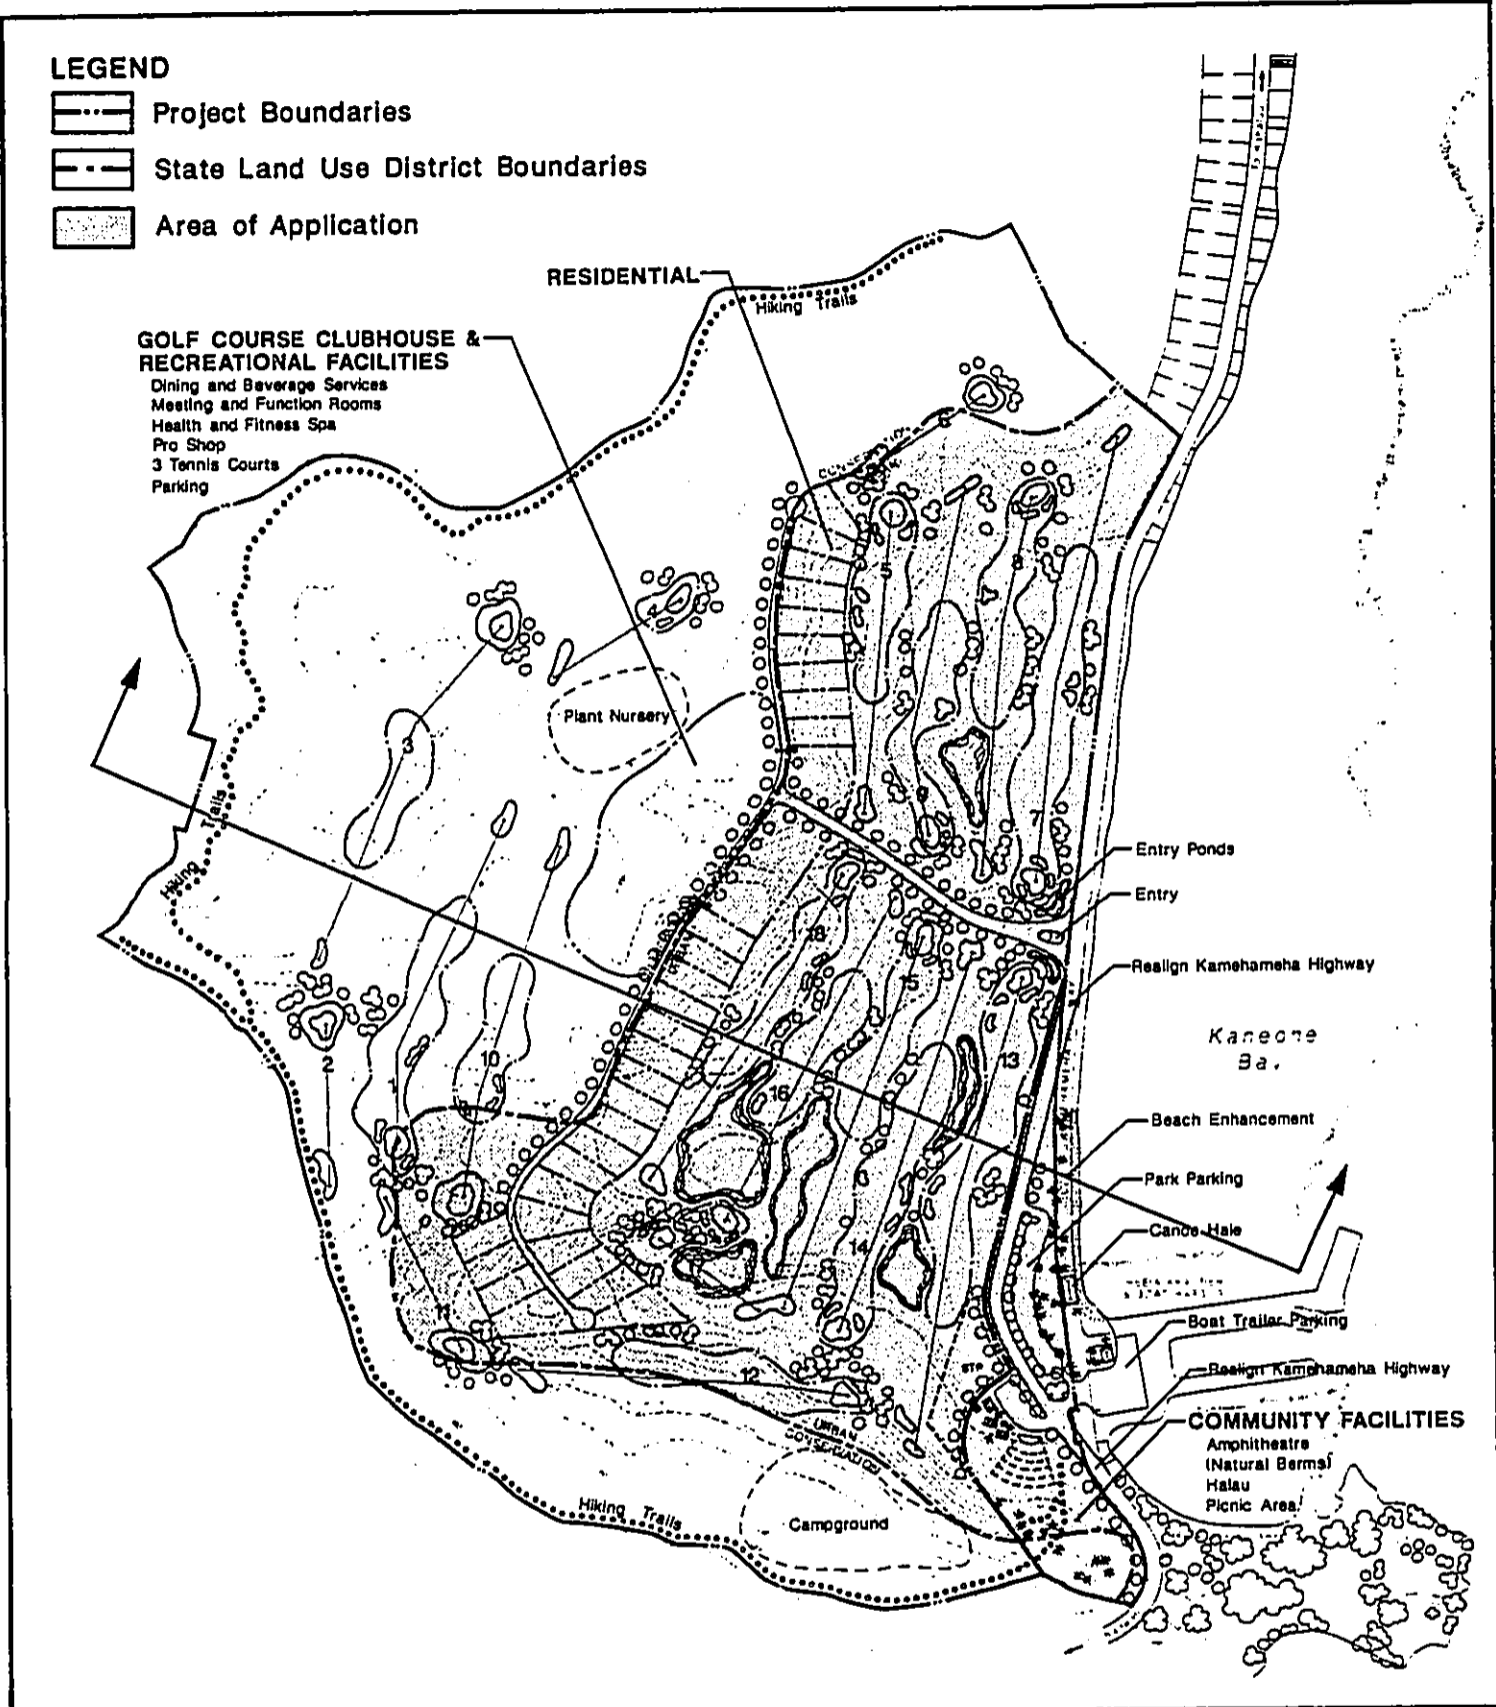 LEGEND
Project Boundaries
State Land Use District Boundaries
Area of Application
RESIDENTIAL
Hiking Trails
GOLF COURSE CLUBHOUSE &
RECREATIONAL FACILITIES
Dining and Beverage Services
Meeting and Function Rooms
Health and Fitness Spa
Pro Shop
3 Tennis Courts
Parking
5
8
4
Plant Nursery
3
Hiking Trails
6
7
Entry Ponds
Entry
18
15
Realign Kamehameha Highway
2
1
10
16
13
Beach Enhancement
Park Parking
Canoe Hale
14
11
Boat Trailer Parking
STP
12
Realign Kamehameha Highway
URBAN
CONSERVATION
COMMUNITY FACILITIES
Amphitheatre
(Natural Berms)
Halau
Picnic Area
Hiking Trails
Campground